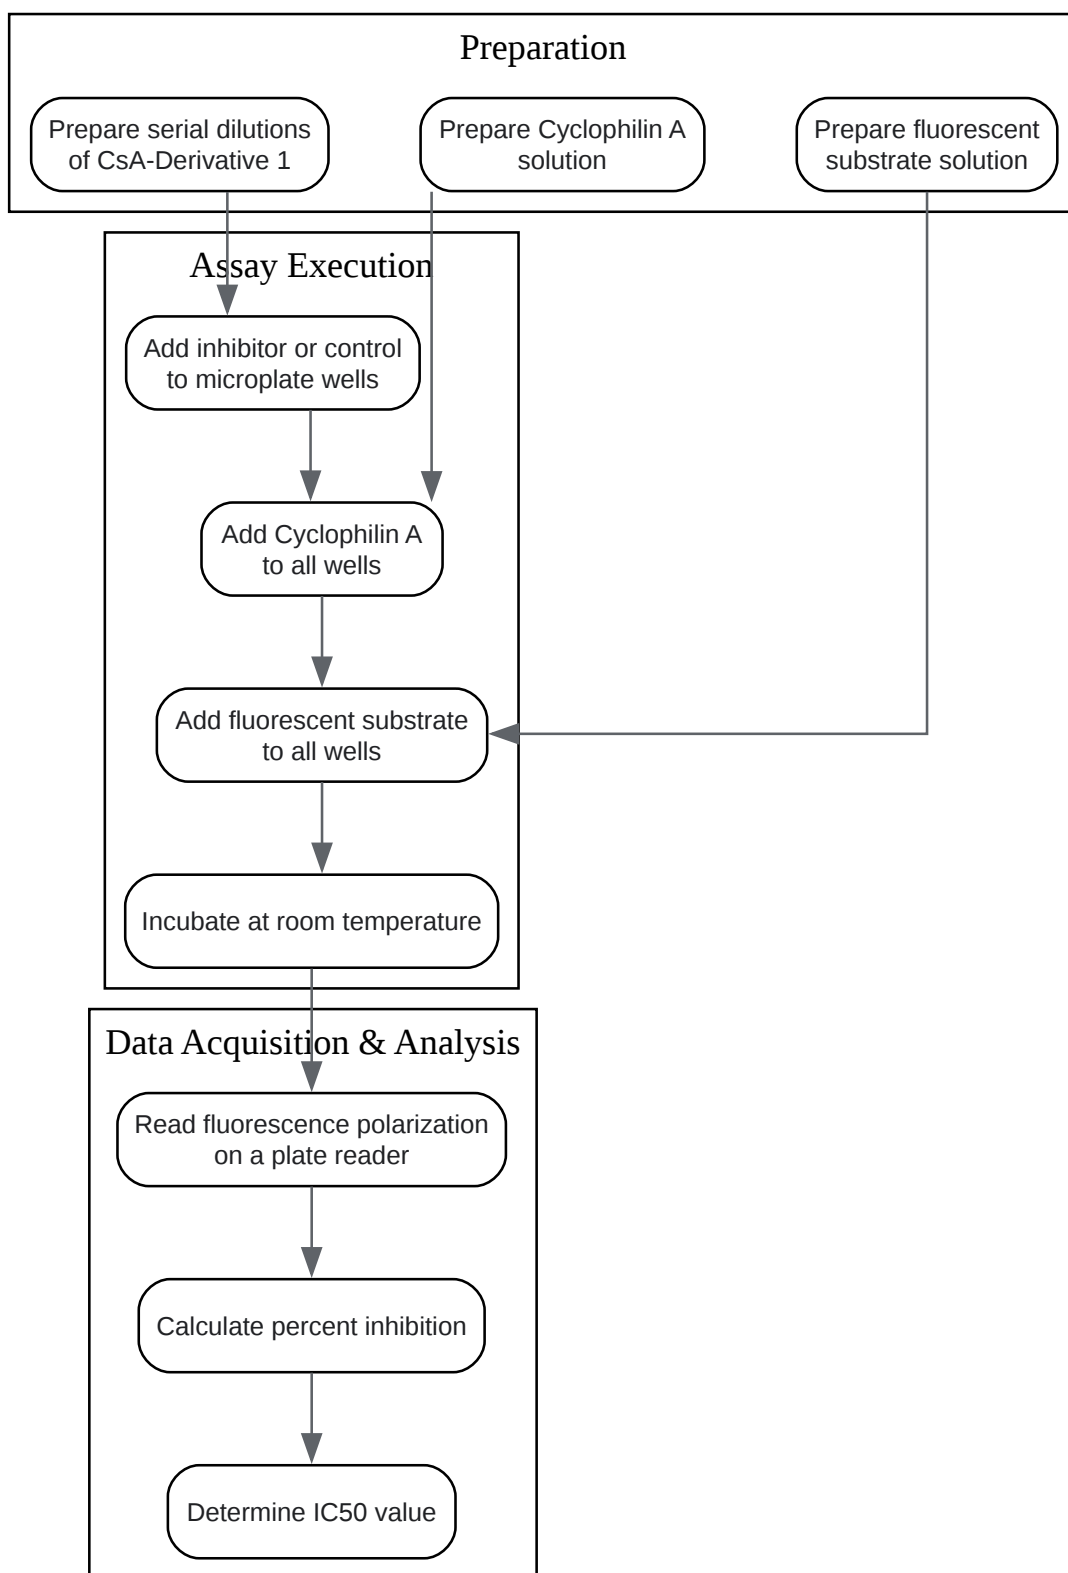 Preparation
Prepare serial dilutions
of CsA-Derivative 1
Prepare Cyclophilin A
solution
Prepare fluorescent
substrate solution
Assay Execution
Add inhibitor or control
to microplate wells
Add Cyclophilin A
to all wells
Add fluorescent substrate
to all wells
Incubate at room temperature
Data Acquisition & Analysis
Read fluorescence polarization
on a plate reader
Calculate percent inhibition
Determine IC50 value